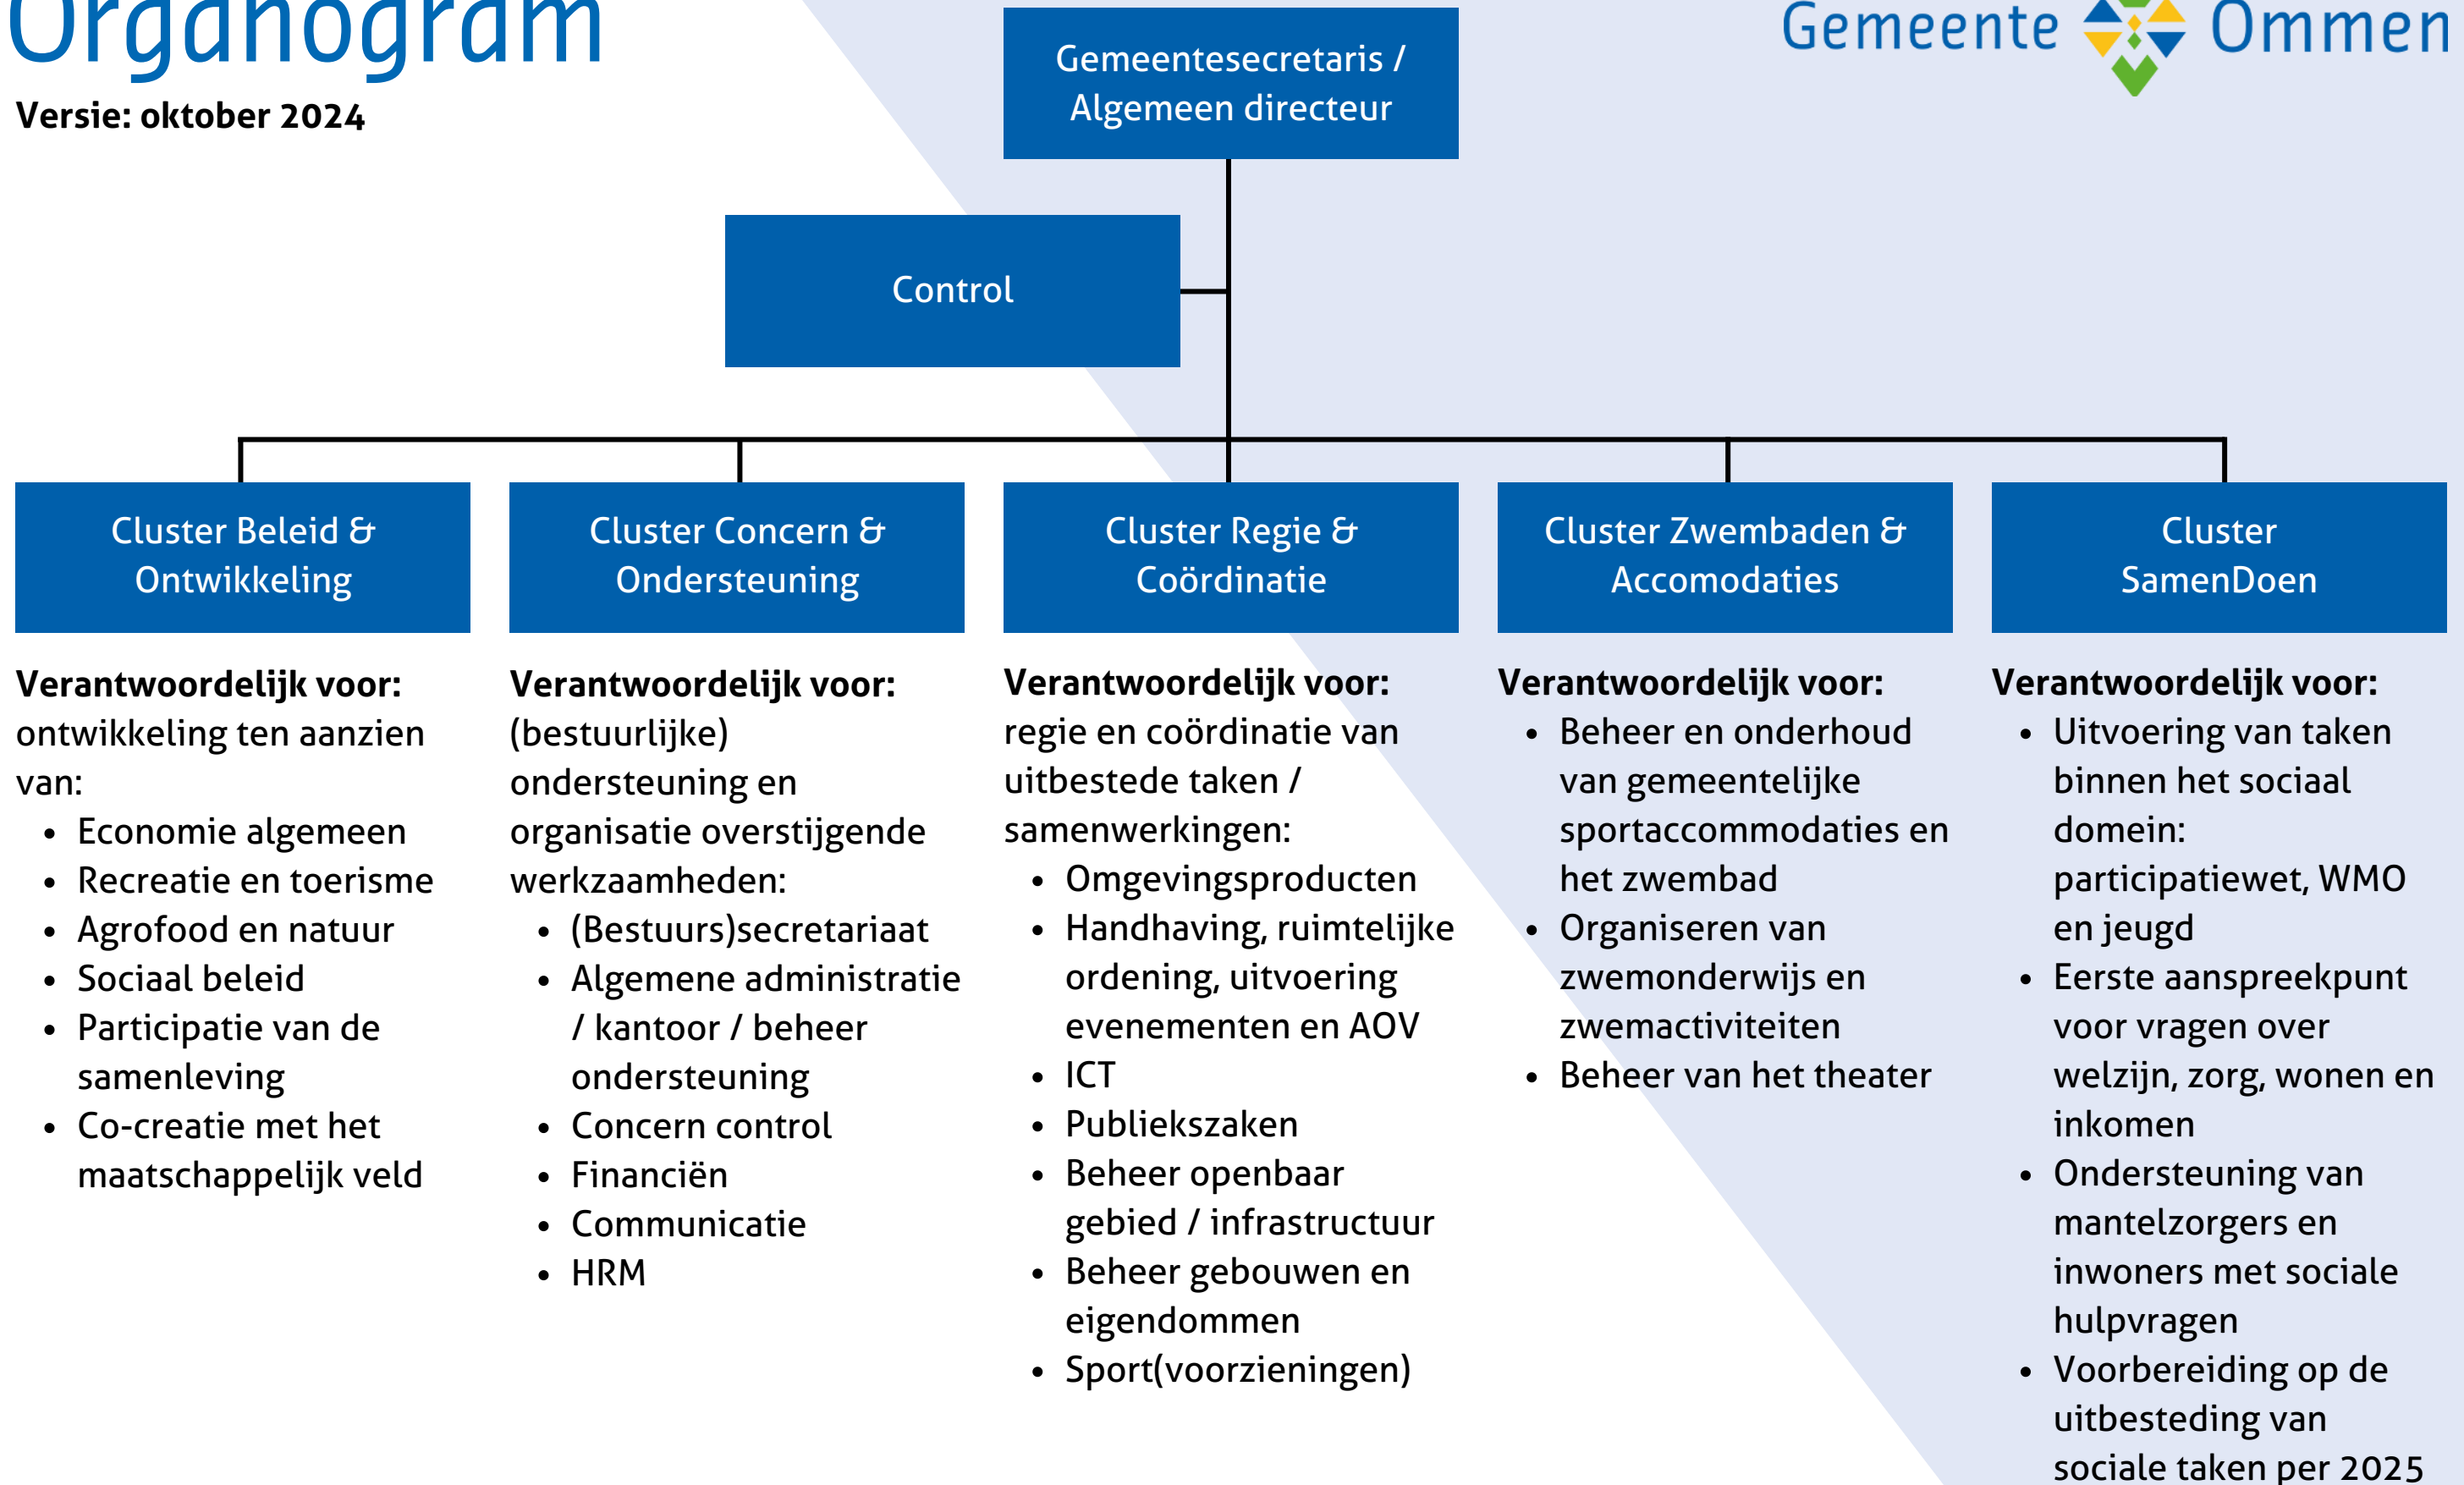 Organogram
Gemeente Ommen
Versie: oktober 2024
Gemeentesecretaris /
Algemeen directeur
Control
Cluster Beleid &
Ontwikkeling
Verantwoordelijk voor:
ontwikkeling ten aanzien
van:
• Economie algemeen
• Recreatie en toerisme
• Agrofood en natuur
• Sociaal beleid
• Participatie van de
samenleving
• Co-creatie met het
maatschappelijk veld
Cluster Concern &
Ondersteuning
Verantwoordelijk voor:
(bestuurlijke)
ondersteuning en
organisatie overstijgende
werkzaamheden:
• (Bestuurs)secretariaat
• Algemene administratie
/ kantoor / beheer
ondersteuning
• Concern control
• Financiën
• Communicatie
• HRM
Cluster Regie &
Coördinatie
Verantwoordelijk voor:
regie en coördinatie van
uitbestede taken /
samenwerkingen:
• Omgevingsproducten
• Handhaving, ruimtelijke
ordening, uitvoering
evenementen en AOV
• ICT
• Publiekszaken
• Beheer openbaar
gebied / infrastructuur
• Beheer gebouwen en
eigendommen
• Sport(voorzieningen)
Cluster Zwembaden &
Accomodaties
Verantwoordelijk voor:
• Beheer en onderhoud
van gemeentelijke
sportaccommodaties en
het zwembad
• Organiseren van
zwemonderwijs en
zwemactiviteiten
• Beheer van het theater
Cluster
SamenDoen
Verantwoordelijk voor:
• Uitvoering van taken
binnen het sociaal
domein:
participatiewet, WMO
en jeugd
• Eerste aanspreekpunt
voor vragen over
welzijn, zorg, wonen en
inkomen
• Ondersteuning van
mantelzorgers en
inwoners met sociale
hulpvragen
• Voorbereiding op de
uitbesteding van
sociale taken per 2025